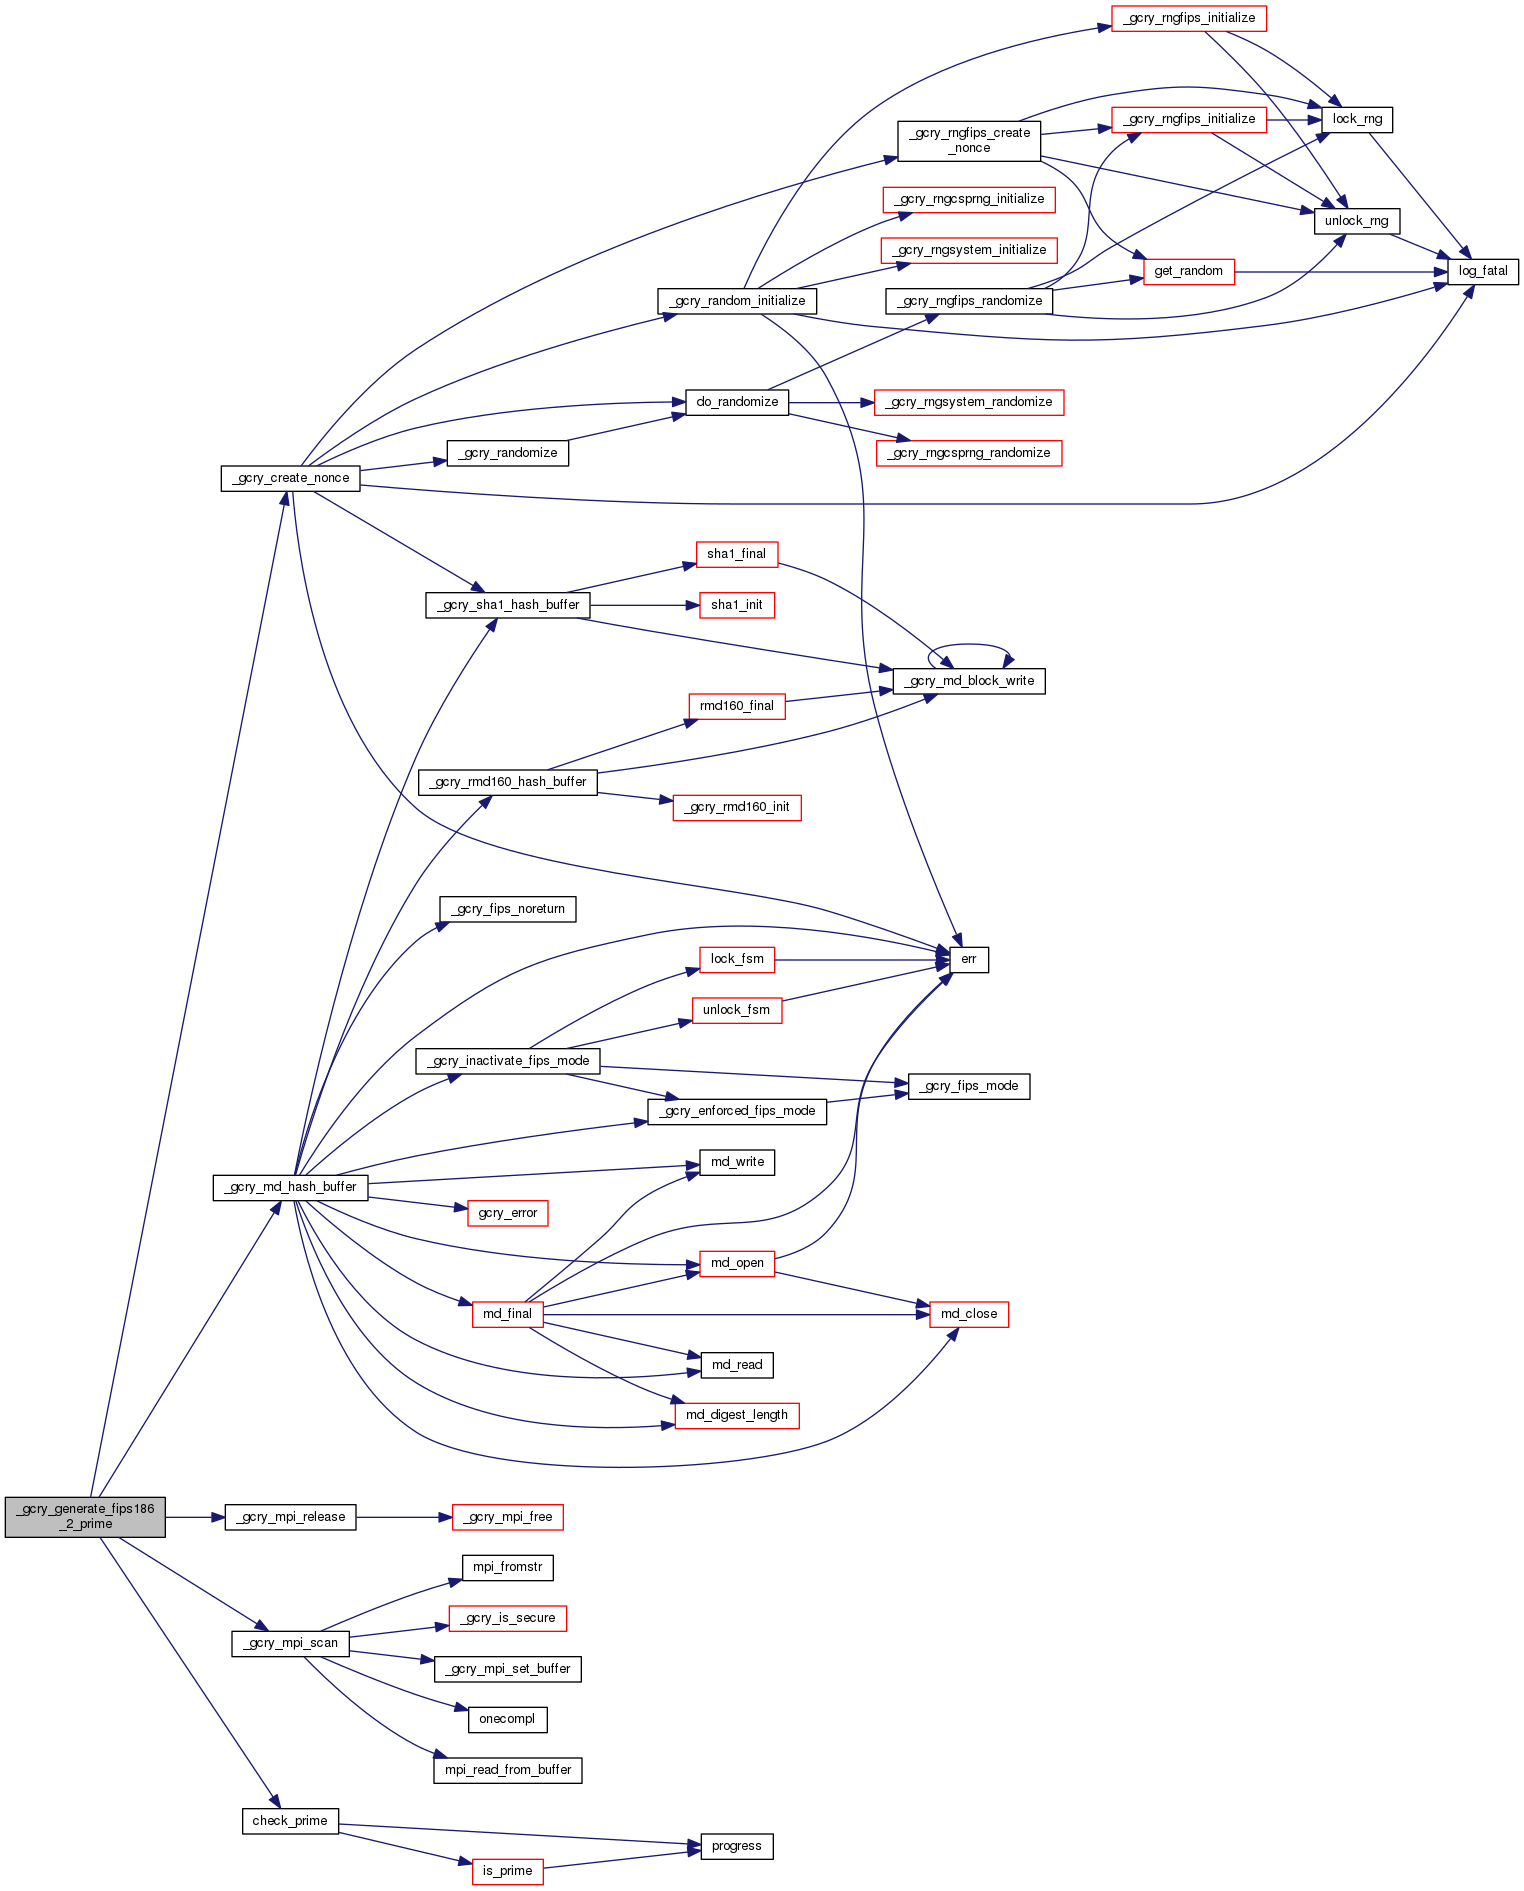 _gcry_rngfips_initialize
_gcry_rngfips_create
_nonce
_gcry_rngfips_initialize
lock_rng
_gcry_rngcsprng_initialize
unlock_rng
_gcry_rngsystem_initialize
get_random
log_fatal
_gcry_random_initialize
_gcry_rngfips_randomize
do_randomize
_gcry_rngsystem_randomize
_gcry_randomize
_gcry_rngcsprng_randomize
_gcry_create_nonce
sha1_final
_gcry_sha1_hash_buffer
sha1_init
_gcry_md_block_write
rmd160_final
_gcry_rmd160_hash_buffer
_gcry_rmd160_init
_gcry_fips_noreturn
lock_fsm
err
unlock_fsm
_gcry_inactivate_fips_mode
_gcry_fips_mode
_gcry_enforced_fips_mode
md_write
_gcry_md_hash_buffer
gcry_error
md_open
md_final
md_close
md_read
md_digest_length
_gcry_generate_fips186
_2_prime
_gcry_mpi_release
_gcry_mpi_free
mpi_fromstr
_gcry_is_secure
_gcry_mpi_scan
_gcry_mpi_set_buffer
onecompl
mpi_read_from_buffer
check_prime
progress
is_prime